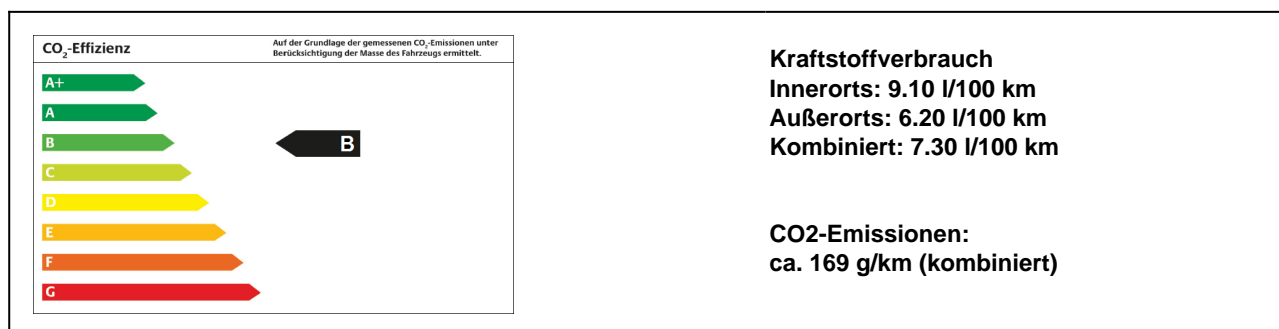 CO2-Effizienz
Auf der Grundlage der gemessenen CO2-Emissionen unter
Berücksichtigung der Masse des Fahrzeugs ermittelt.
A+
A
B
B
C
D
E
F
G
Kraftstoffverbrauch
Innerorts: 9.10 l/100 km
Außerorts: 6.20 l/100 km
Kombiniert: 7.30 l/100 km
CO2-Emissionen:
ca. 169 g/km (kombiniert)